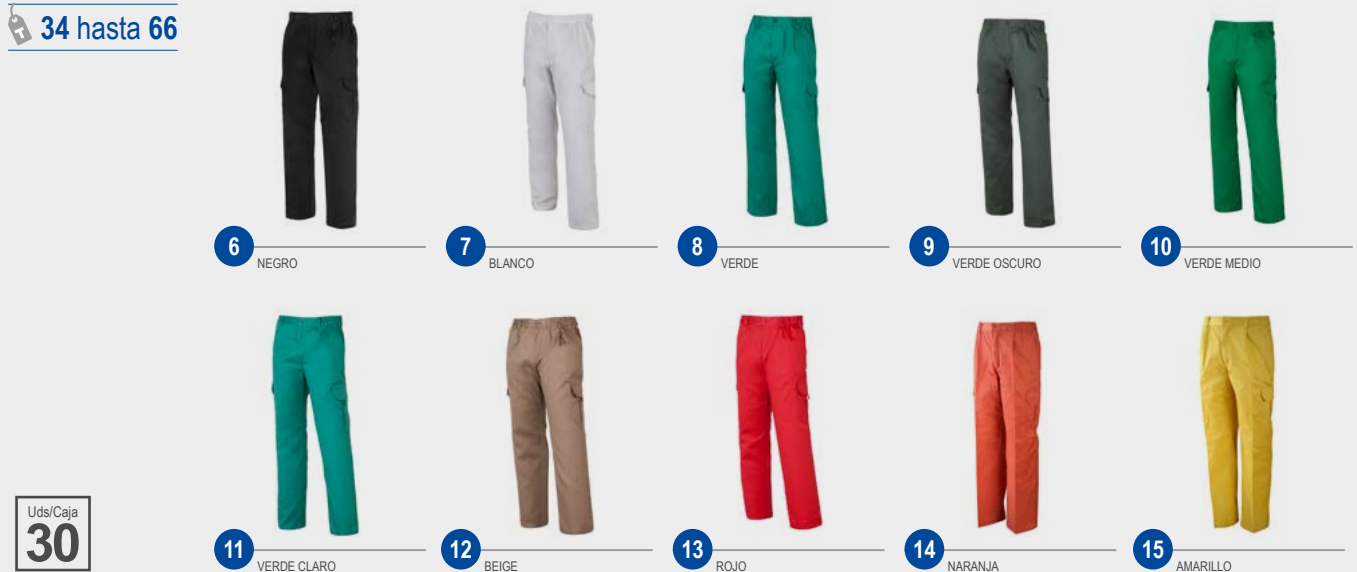 T 34 hasta 66
6
NEGRO
7
BLANCO
8
VERDE
9
VERDE OSCURO
10
VERDE MEDIO
11
VERDE CLARO
12
BEIGE
13
ROJO
14
NARANJA
15
AMARILLO
Uds/Caja
30